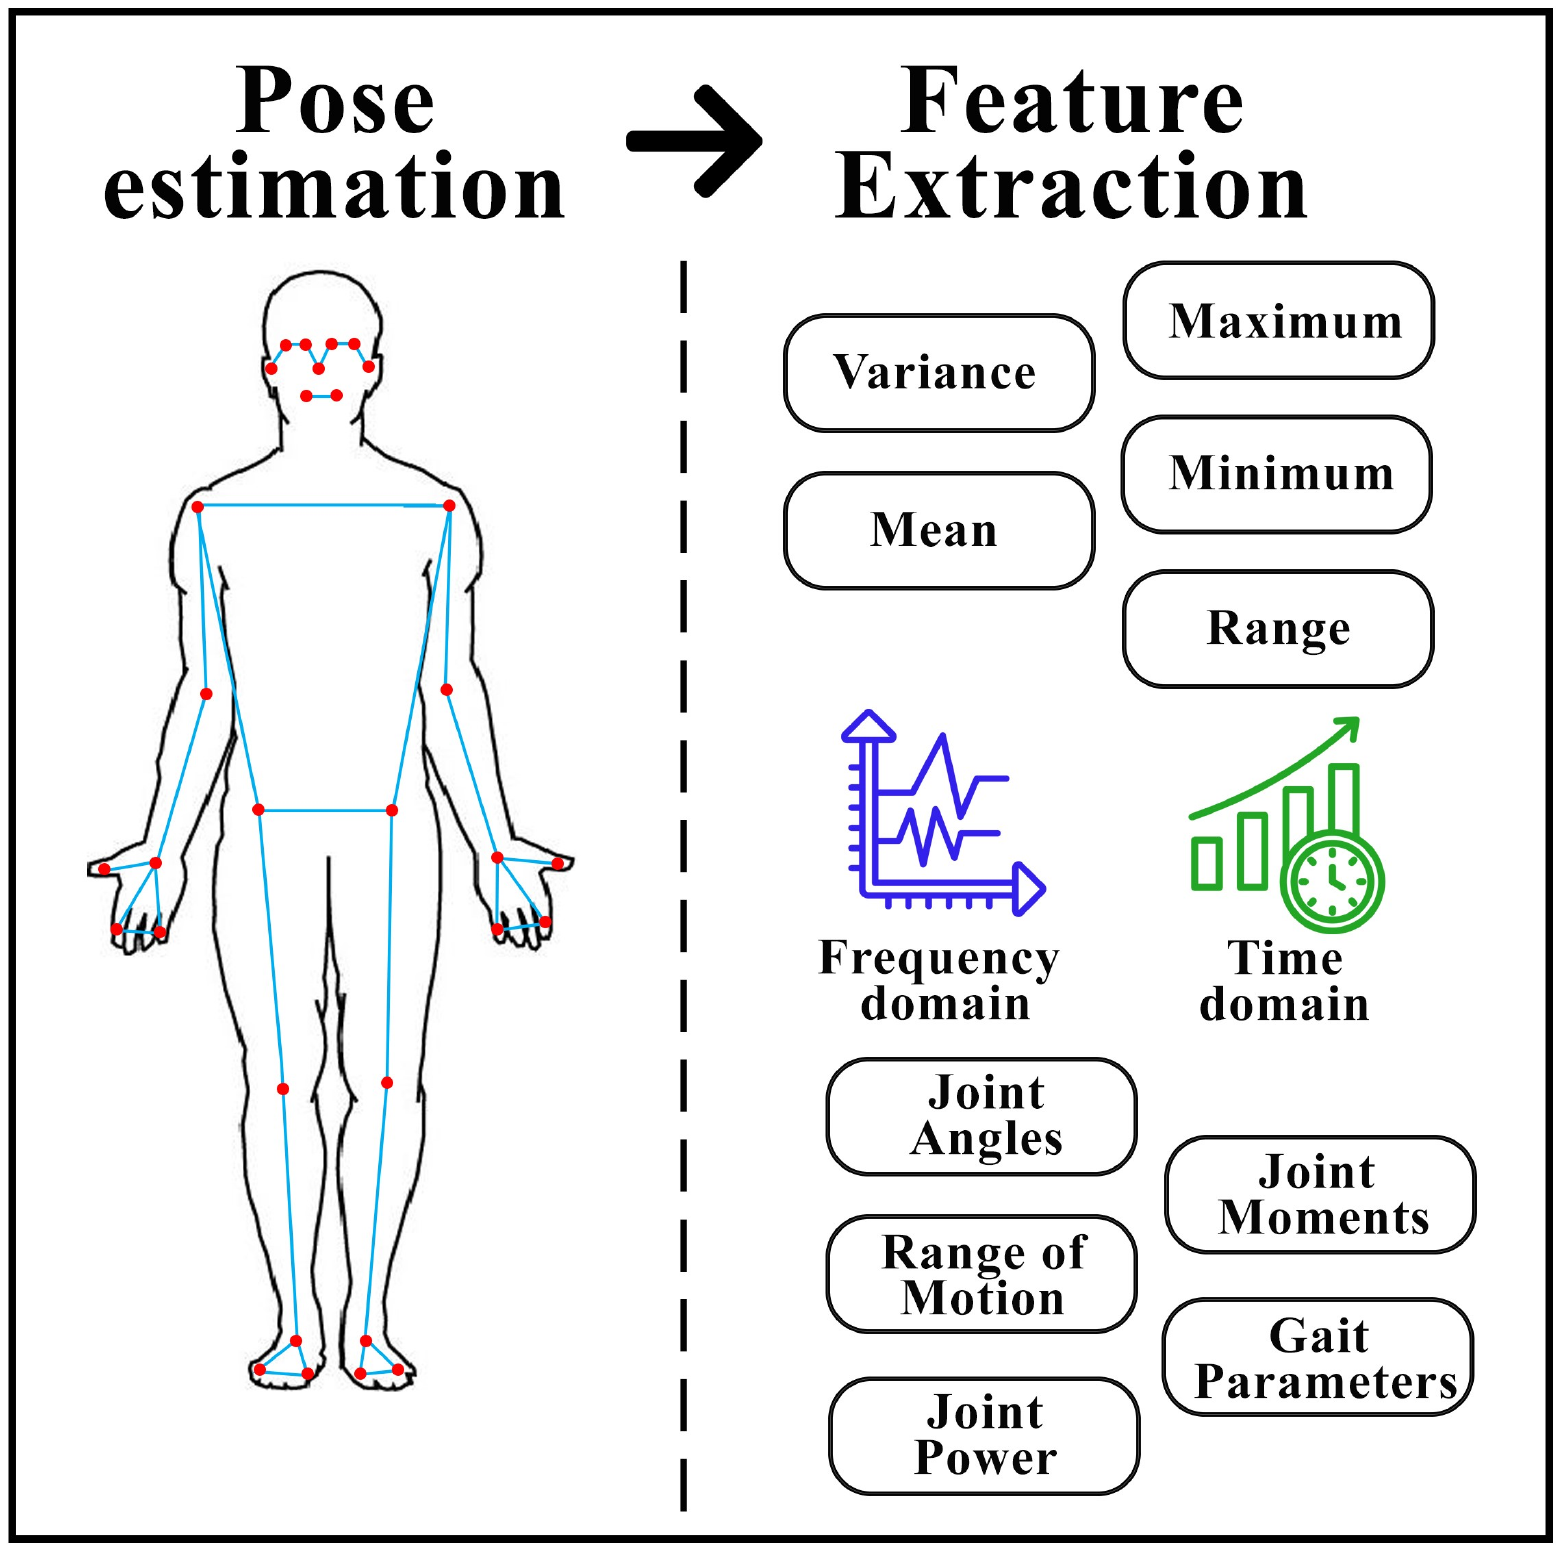 Pose
estimation
Feature
Extraction
Variance
Mean
Maximum
Minimum
Range
Frequency
domain
Time
domain
Joint
Angles
Range of
Motion
Joint
Power
Joint
Moments
Gait
Parameters